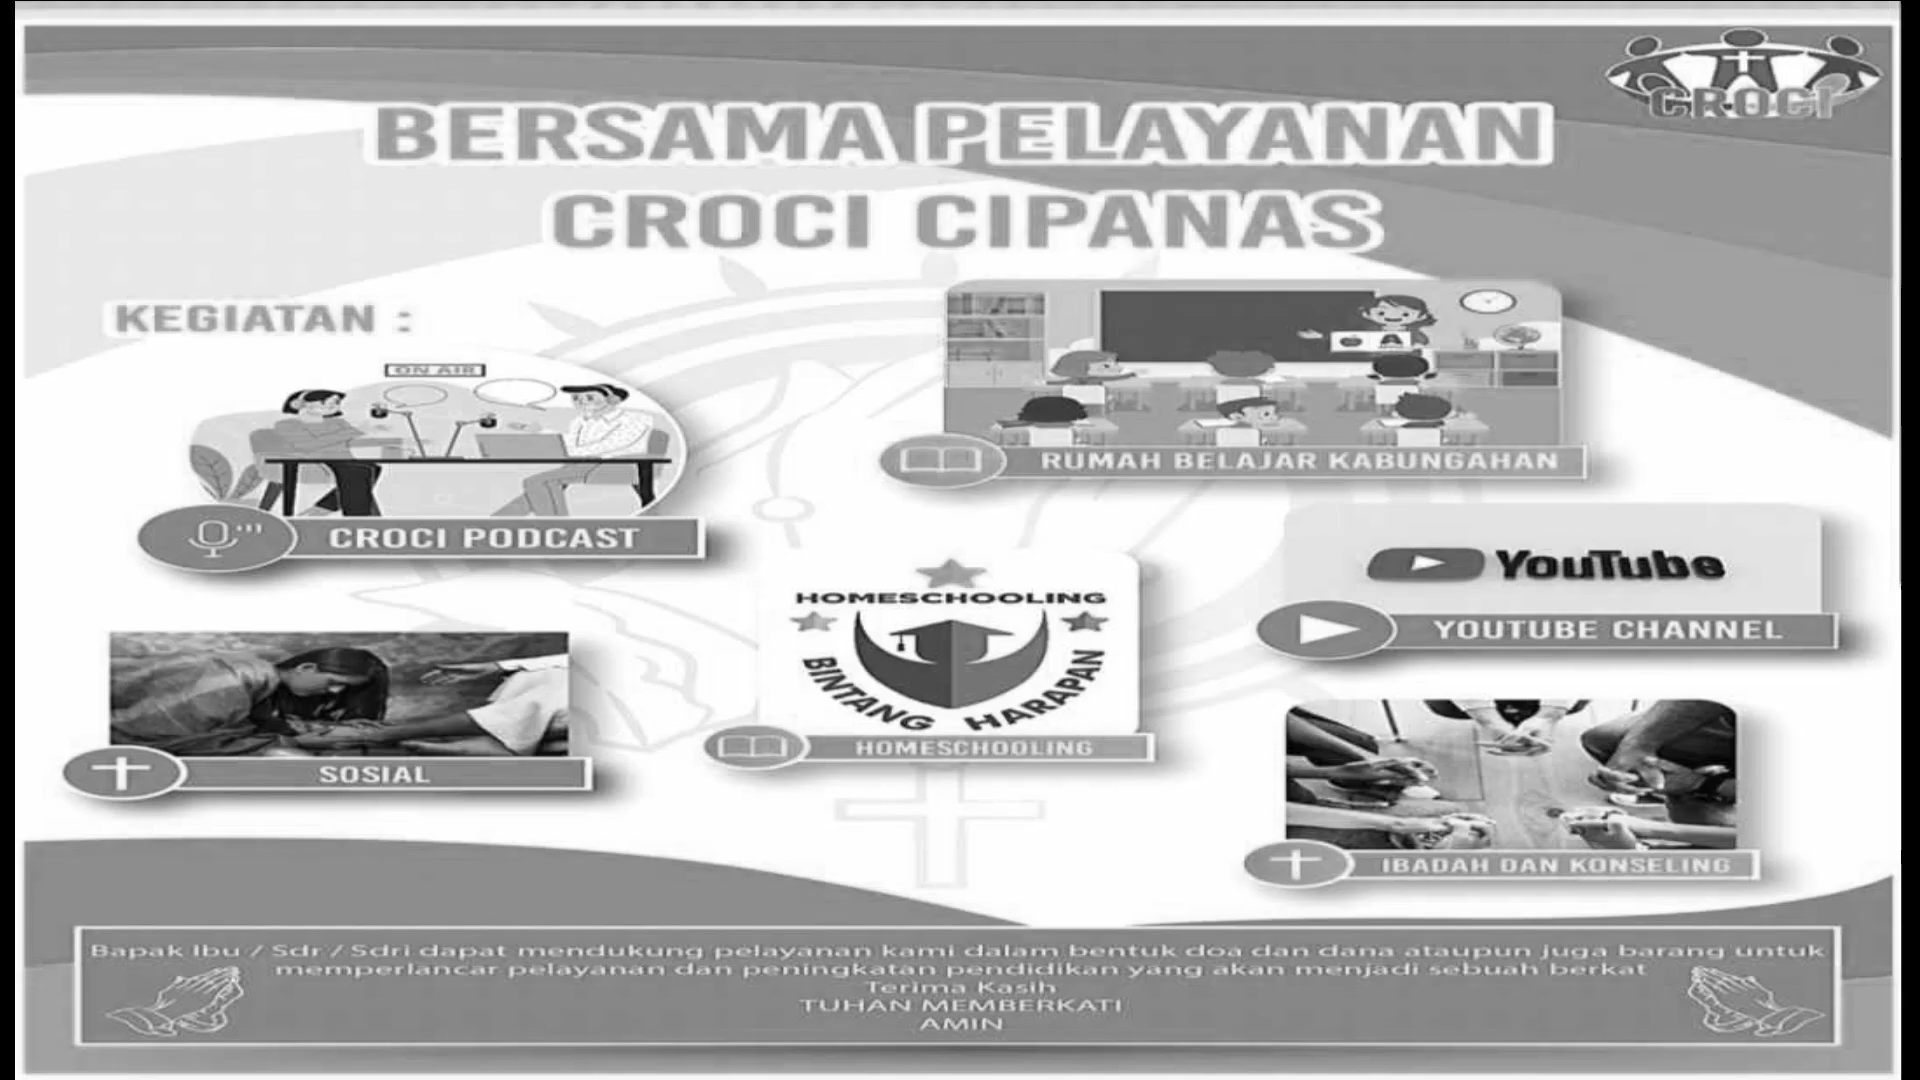 CROCI
BERSAMA PELAYANAN
CROCI CIPANAS
KEGIATAN :
ON AIR
CROCI PODCAST
A
RUMAH BELAJAR KABUNGAHAN
YouTube
YOUTUBE CHANNEL
HOMESCHOOLING
BINTANG HARAPAN
HOMESCHOOLING
SOSIAL
IBADAH DAN KONSELING
Bapak Ibu / Sdr / Sdri dapat mendukung pelayanan kami dalam bentuk doa dan dana ataupun juga barang untuk
memperlancar pelayanan dan peningkatan pendidikan yang akan menjadi sebuah berkat
Terima Kasih
TUHAN MEMBERKATI
AMIN